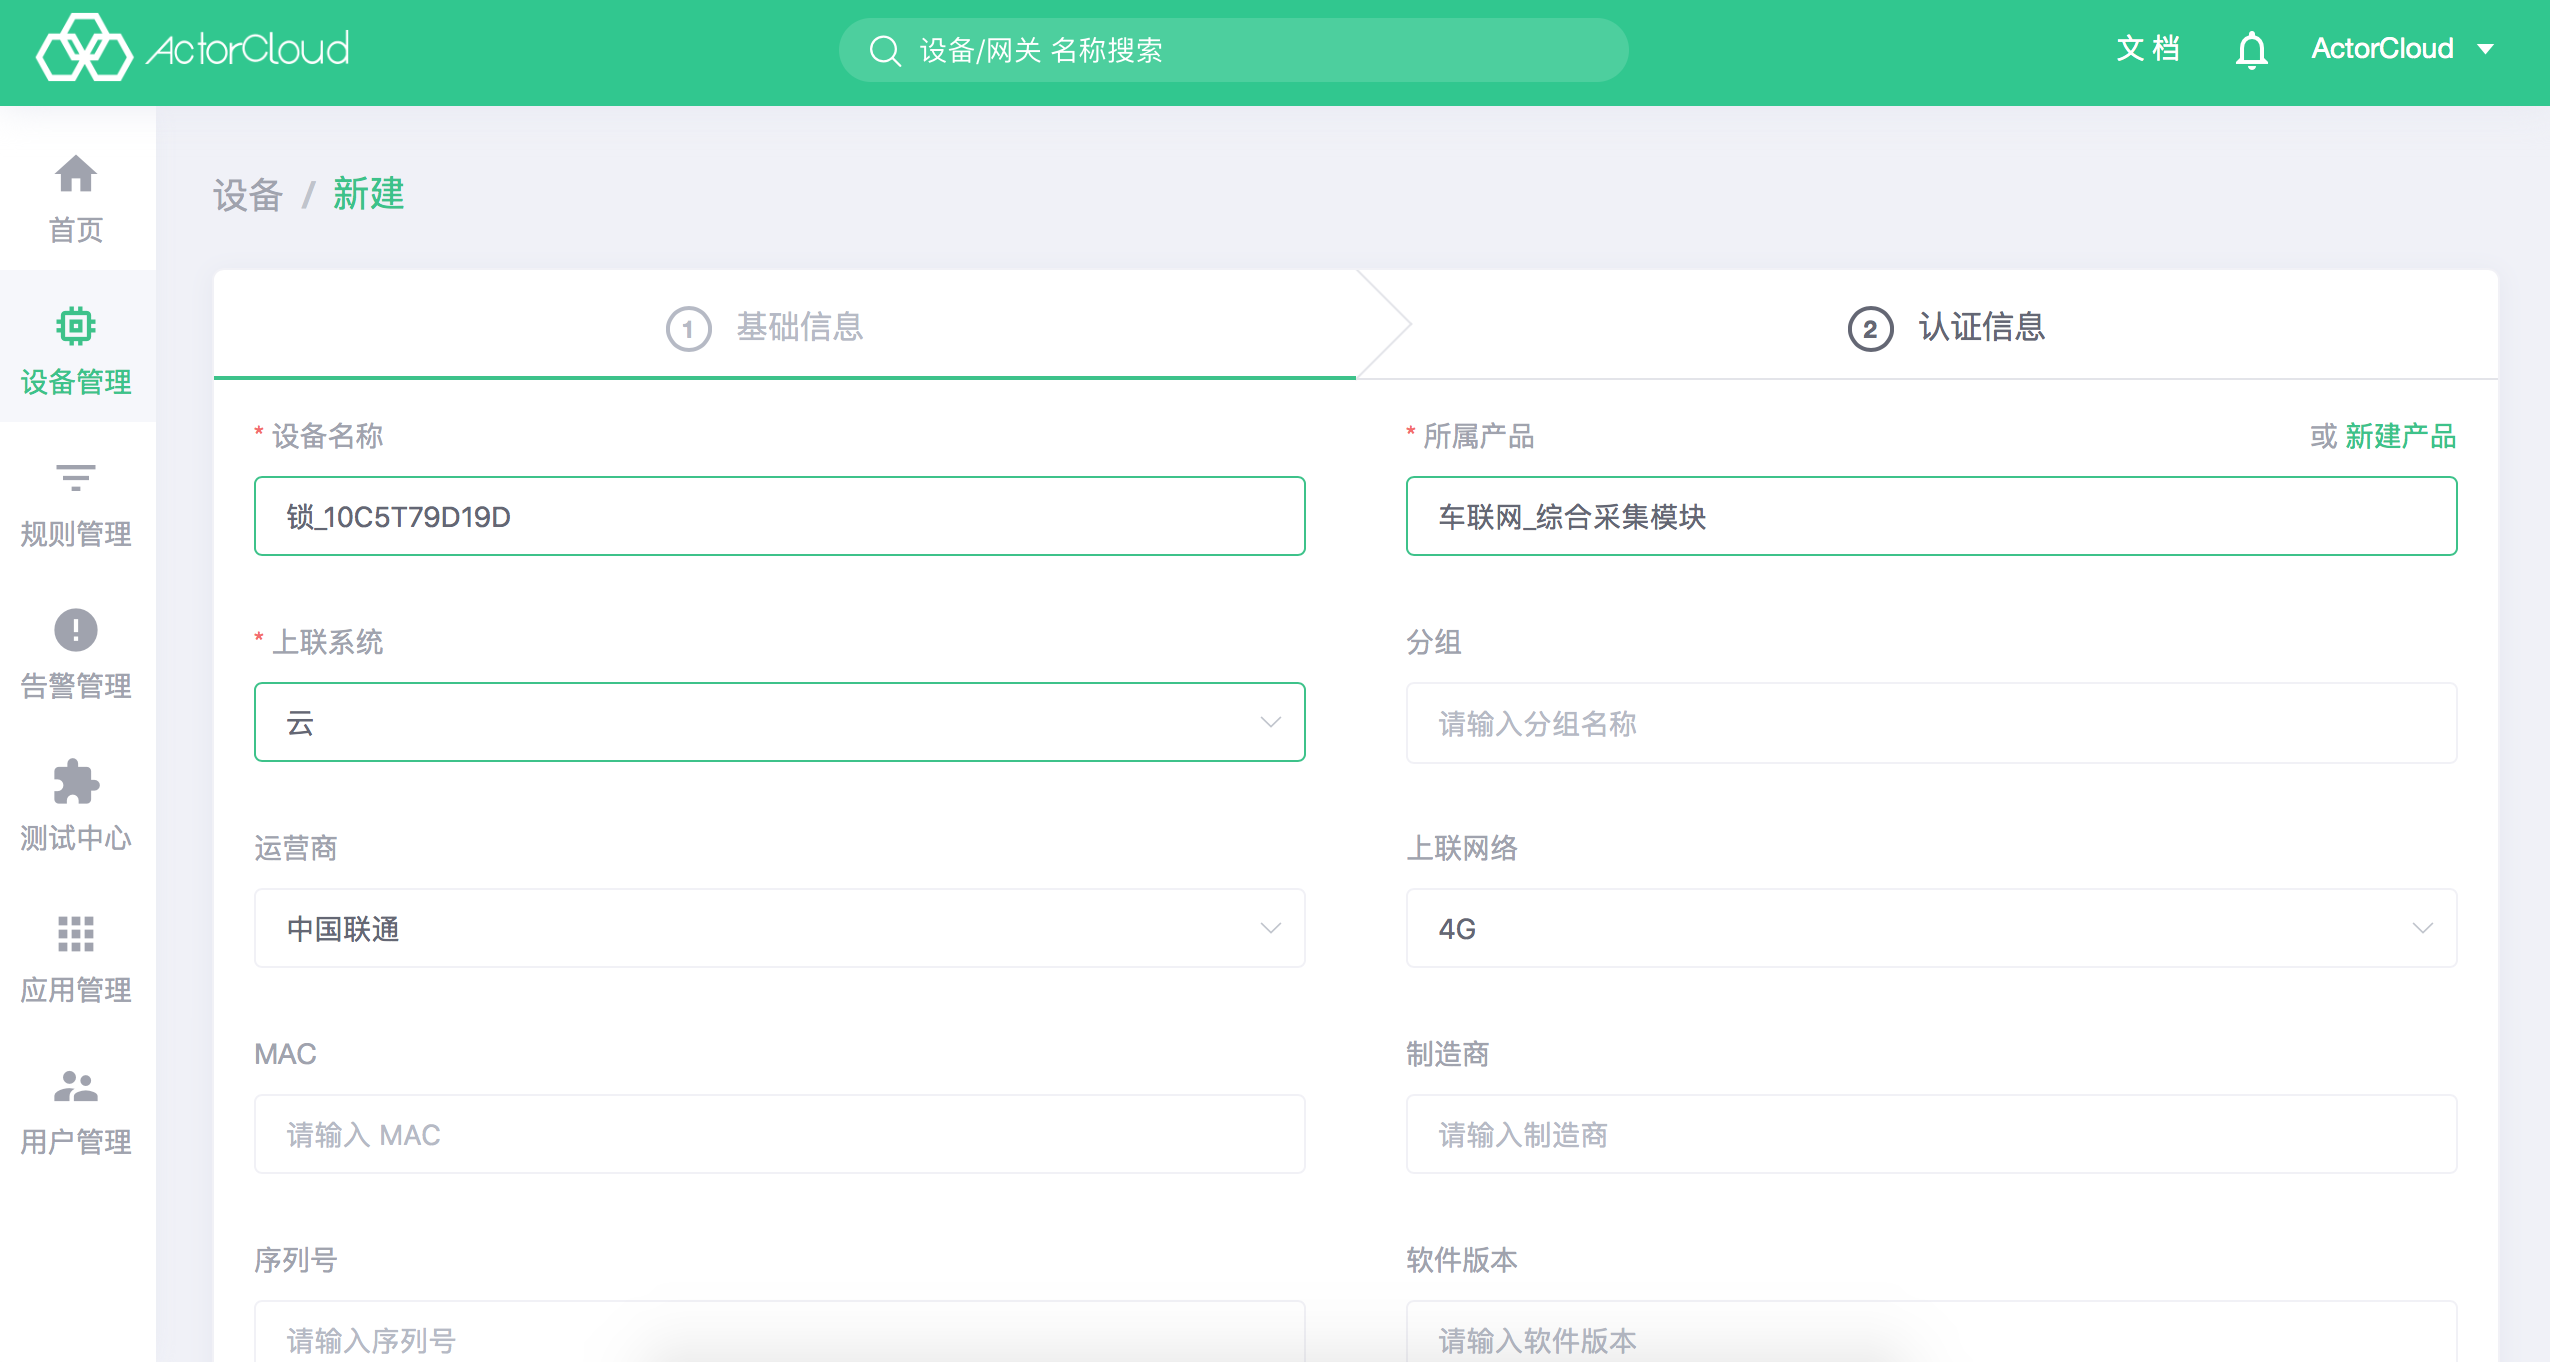 ActorCloud
设备/网关 名称搜索
文 档
ActorCloud
首页
设备管理
规则管理
告警管理
测试中心
应用管理
用户管理
设备 / 新建
1 基础信息
2 认证信息
* 设备名称
锁_10C5T79D19D
* 所属产品
或 新建产品
车联网_综合采集模块
* 上联系统
云
分组
请输入分组名称
运营商
中国联通
上联网络
4G
MAC
请输入 MAC
制造商
请输入制造商
序列号
请输入序列号
软件版本
请输入软件版本